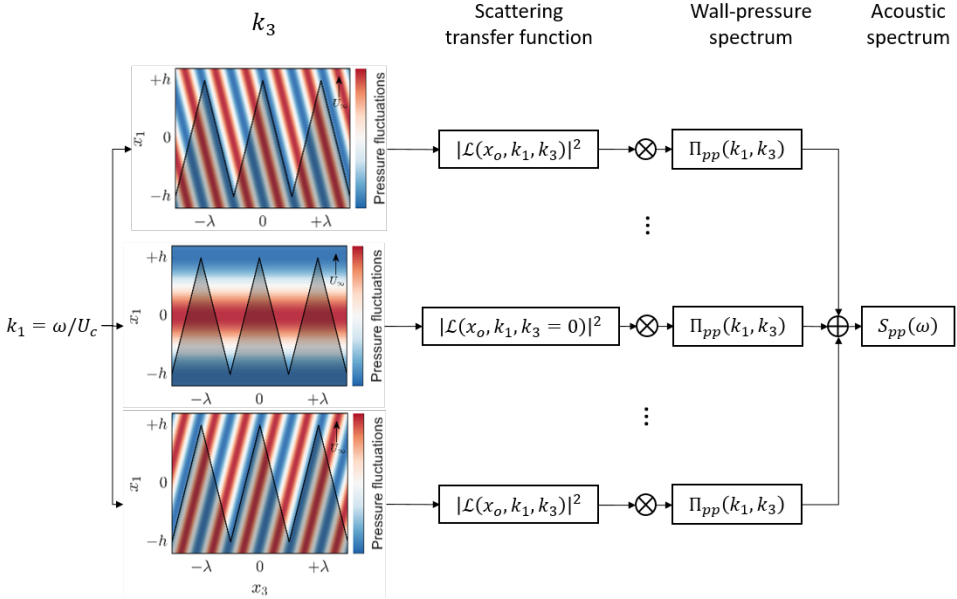 k₃
Scattering
transfer function
Wall-pressure
spectrum
Acoustic
spectrum
+h
0
−h
x₁
U∞
Pressure fluctuations
−λ 0 +λ
|ℒ(xₒ, k₁, k₃)|²
Πₚₚ(k₁, k₃)
⋮
⋮
k₁ = ω/U_c
+h
0
−h
x₁
U∞
Pressure fluctuations
−λ 0 +λ
|ℒ(xₒ, k₁, k₃ = 0)|²
Πₚₚ(k₁, k₃)
Sₚₚ(ω)
⋮
⋮
+h
0
−h
x₁
U∞
Pressure fluctuations
−λ 0 +λ
x₃
|ℒ(xₒ, k₁, k₃)|²
Πₚₚ(k₁, k₃)